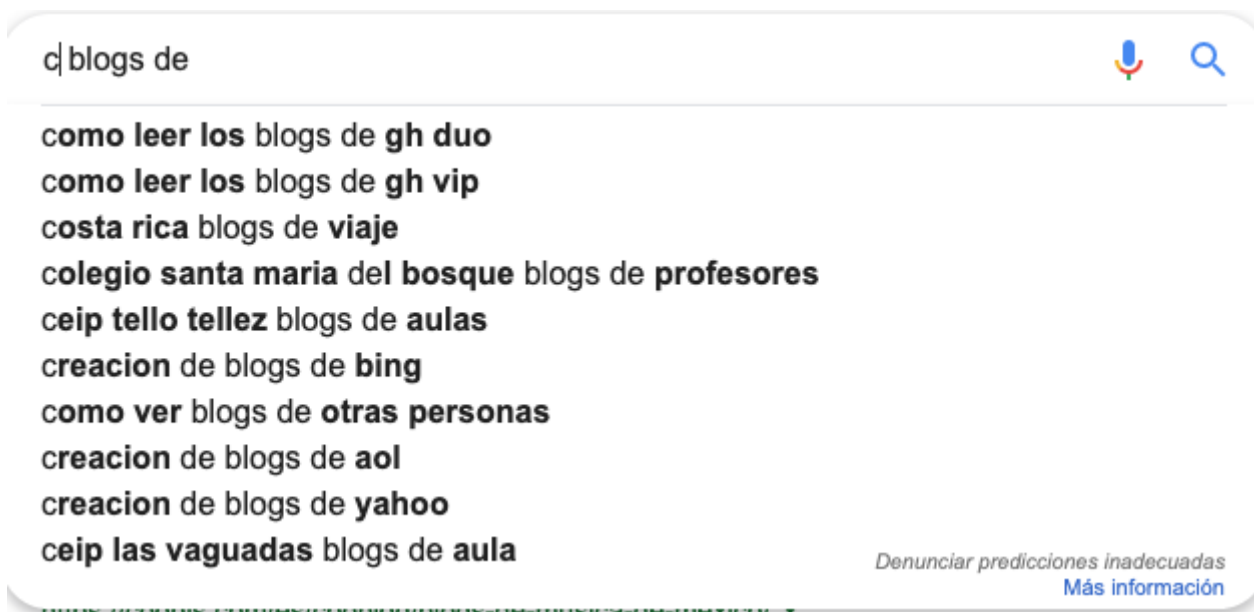 c blogs de
como leer los blogs de gh duo
como leer los blogs de gh vip
costa rica blogs de viaje
colegio santa maria del bosque blogs de profesores
ceip tello tellez blogs de aulas
creacion de blogs de bing
como ver blogs de otras personas
creacion de blogs de aol
creacion de blogs de yahoo
ceip las vaguadas blogs de aula
Denunciar predicciones inadecuadas
Más información